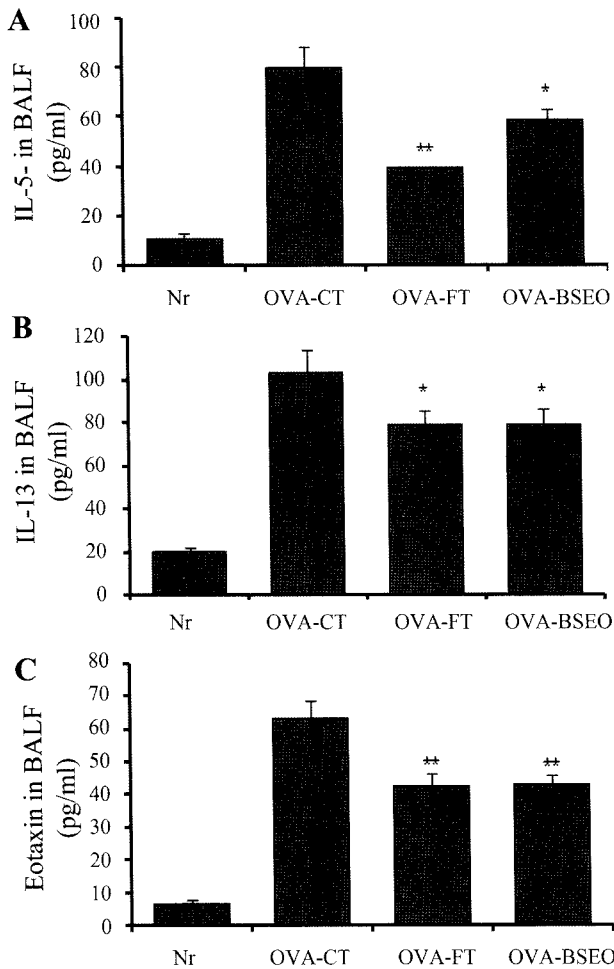 A
IL-5- in BALF
(pg/ml)
100
80
60
40
20
0
**
*
Nr OVA-CT OVA-FT OVA-BSEO
B
IL-13 in BALF
(pg/ml)
120
100
80
60
40
20
0
* *
Nr OVA-CT OVA-FT OVA-BSEO
C
Eotaxin in BALF
(pg/ml)
80
70
60
50
40
30
20
10
0
** **
Nr OVA-CT OVA-FT OVA-BSEO